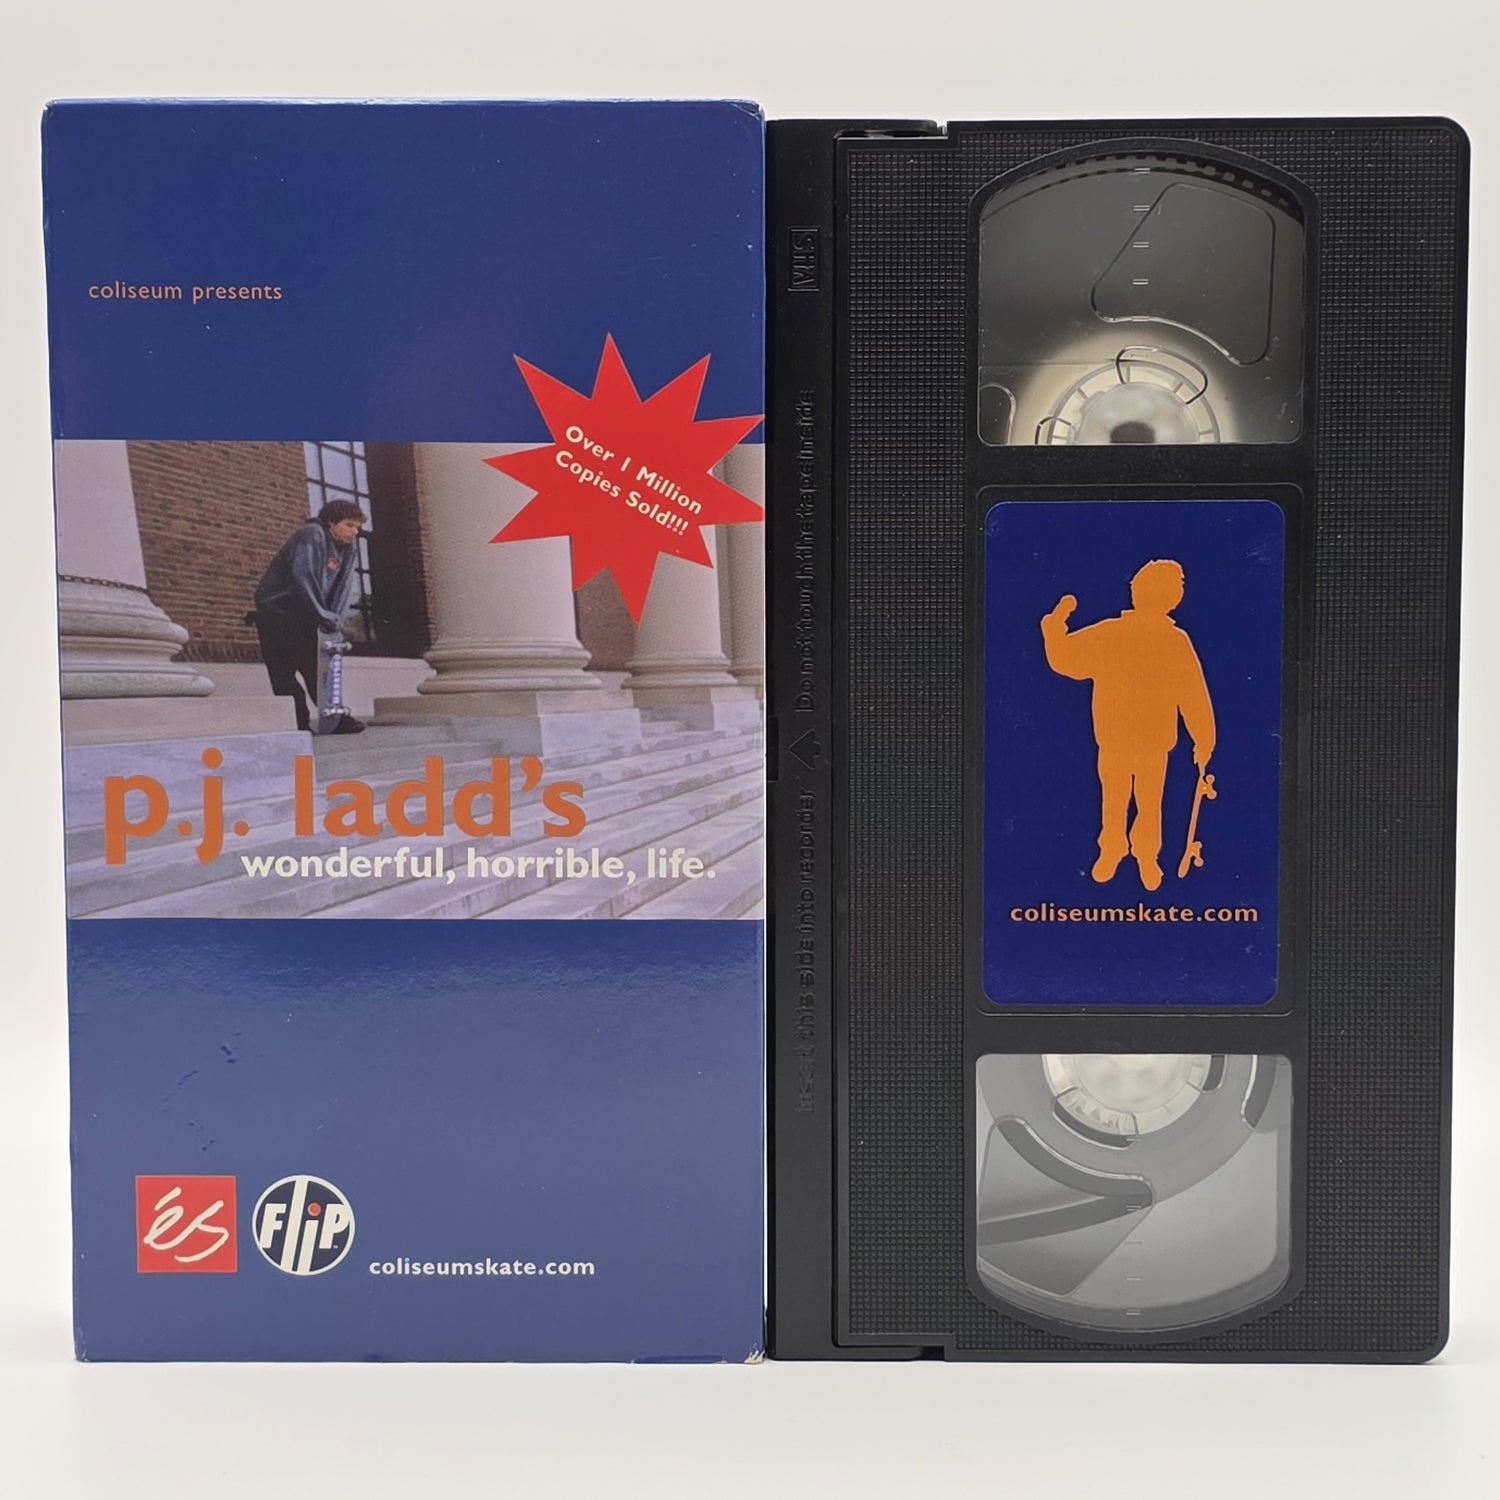 coliseum presents
Over 1 Million
Copies Sold!!!
p.j. ladd's
wonderful, horrible, life.
és
FLiP
coliseumskate.com
VHS
Do not touch the tape inside
Insert this side into recorder
coliseumskate.com